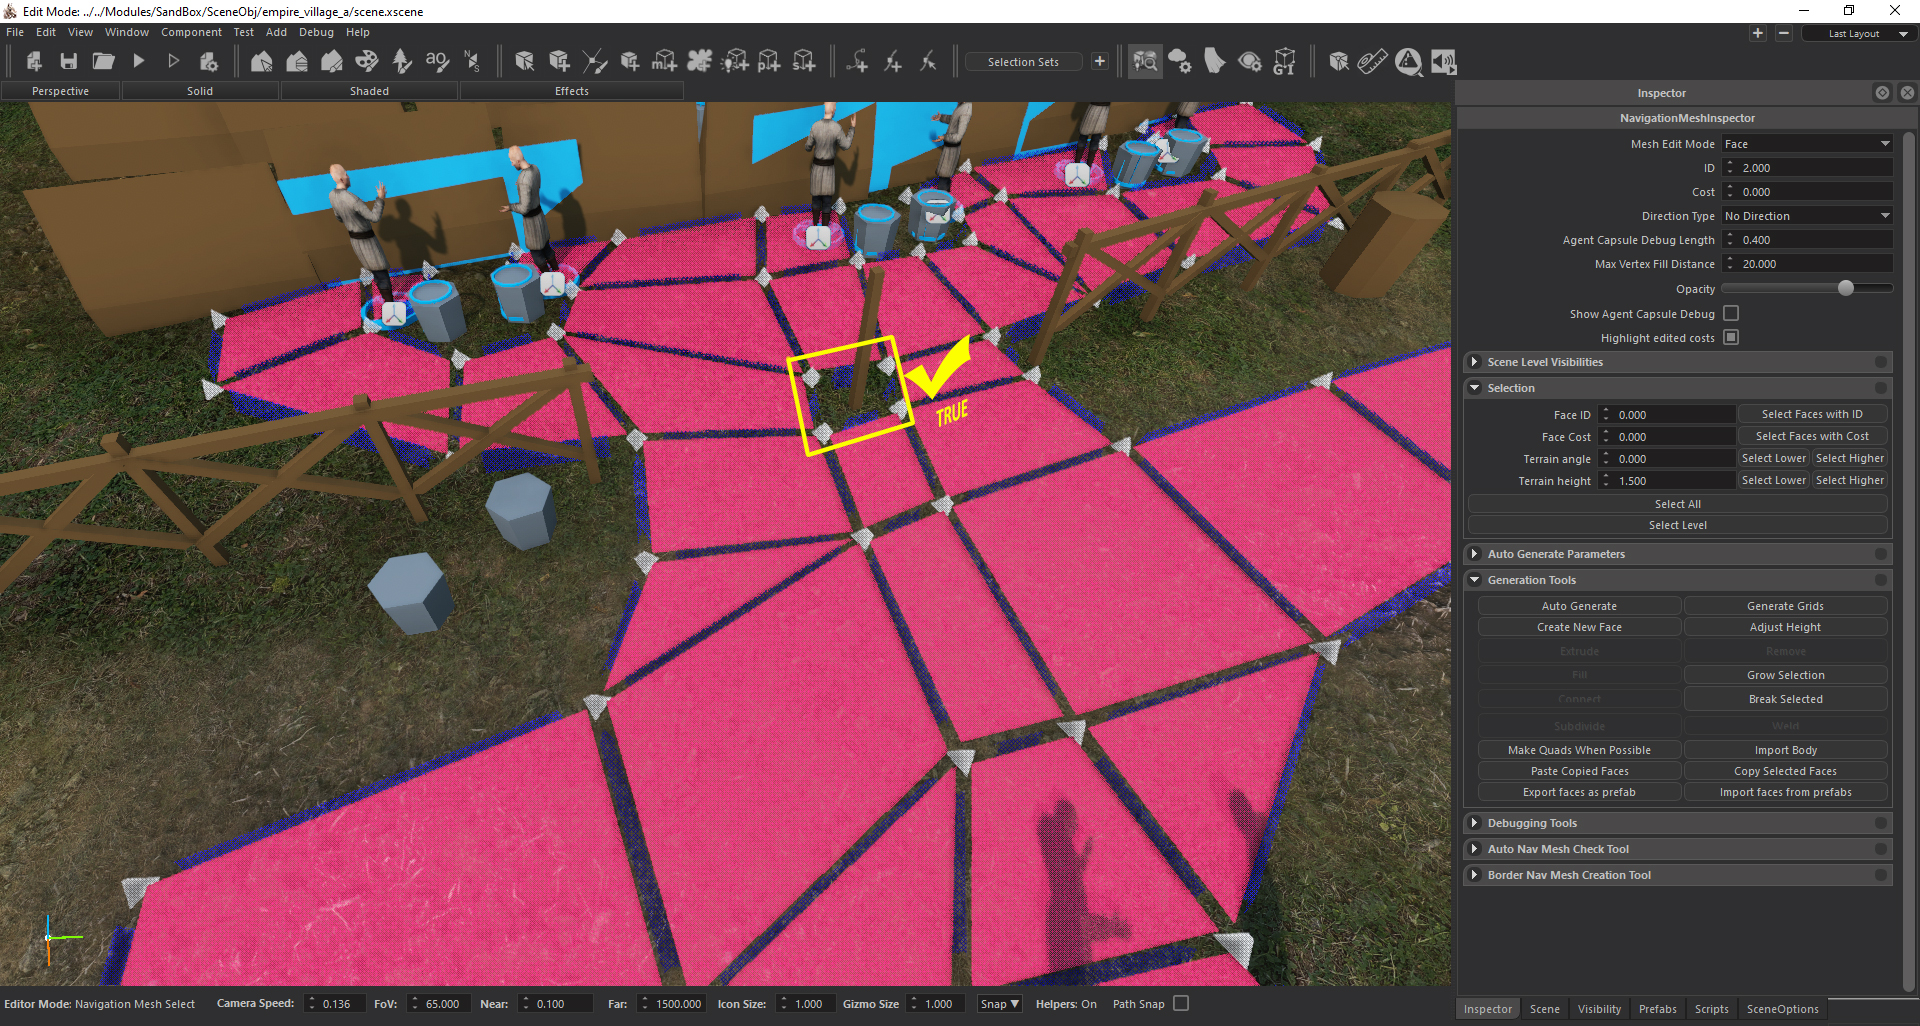 Edit Mode: ../../Modules/SandBox/SceneObj/empire_village_a/scene.xscene
File Edit View Window Component Test Add Debug Help
Last Layout
ao
Selection Sets
GI
Perspective Solid Shaded Effects
Inspector
NavigationMeshInspector
Mesh Edit Mode Face
ID 2.000
Cost 0.000
Direction Type No Direction
Agent Capsule Debug Length 0.400
Max Vertex Fill Distance 20.000
Opacity
Show Agent Capsule Debug
Highlight edited costs
Scene Level Visibilities
Selection
Face ID 0.000 Select Faces with ID
Face Cost 0.000 Select Faces with Cost
Terrain angle 0.000 Select Lower Select Higher
Terrain height 1.500 Select Lower Select Higher
Select All
Select Level
Auto Generate Parameters
Generation Tools
Auto Generate Generate Grids
Create New Face Adjust Height
Extrude Remove
Fill Grow Selection
Connect Break Selected
Subdivide Weld
Make Quads When Possible Import Body
Paste Copied Faces Copy Selected Faces
Export faces as prefab Import faces from prefabs
Debugging Tools
Auto Nav Mesh Check Tool
Border Nav Mesh Creation Tool
TRUE
Editor Mode: Navigation Mesh Select Camera Speed: 0.136 FoV: 65.000 Near: 0.100 Far: 1500.000 Icon Size: 1.000 Gizmo Size 1.000 Snap Helpers: On Path Snap
Inspector Scene Visibility Prefabs Scripts SceneOptions